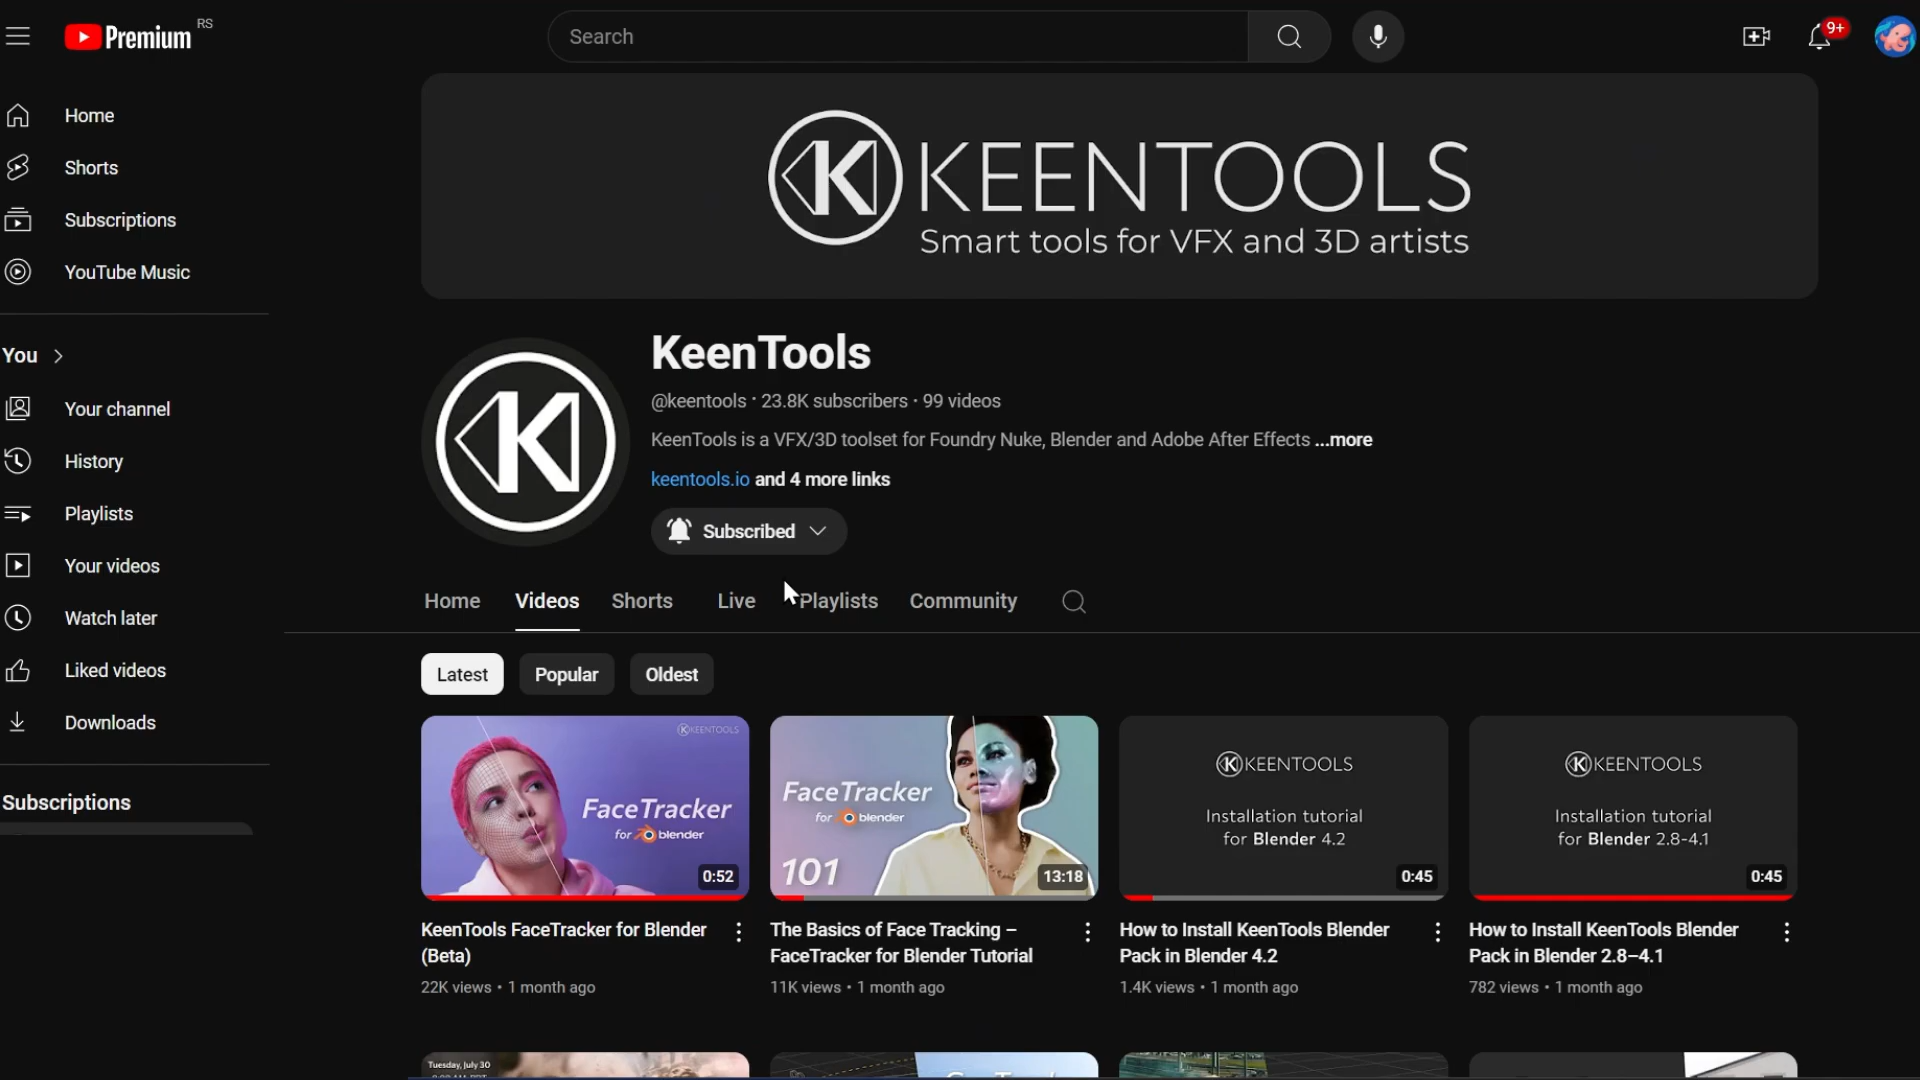 Premium RS
Search
9+
Home
Shorts
Subscriptions
YouTube Music
You
Your channel
History
Playlists
Your videos
Watch later
Liked videos
Downloads
Subscriptions
K KEENTOOLS
Smart tools for VFX and 3D artists
K
KeenTools
@keentools · 23.8K subscribers · 99 videos
KeenTools is a VFX/3D toolset for Foundry Nuke, Blender and Adobe After Effects ...more
keentools.io and 4 more links
Subscribed
Home Videos Shorts Live Playlists Community
Latest Popular Oldest
KEENTOOLS
FaceTracker
for blender
0:52
KeenTools FaceTracker for Blender
(Beta)
22K views • 1 month ago
FaceTracker
for blender
101
13:18
The Basics of Face Tracking –
FaceTracker for Blender Tutorial
11K views • 1 month ago
KEENTOOLS
Installation tutorial
for Blender 4.2
0:45
How to Install KeenTools Blender
Pack in Blender 4.2
1.4K views • 1 month ago
KEENTOOLS
Installation tutorial
for Blender 2.8-4.1
0:45
How to Install KeenTools Blender
Pack in Blender 2.8–4.1
782 views • 1 month ago
Tuesday, July 30